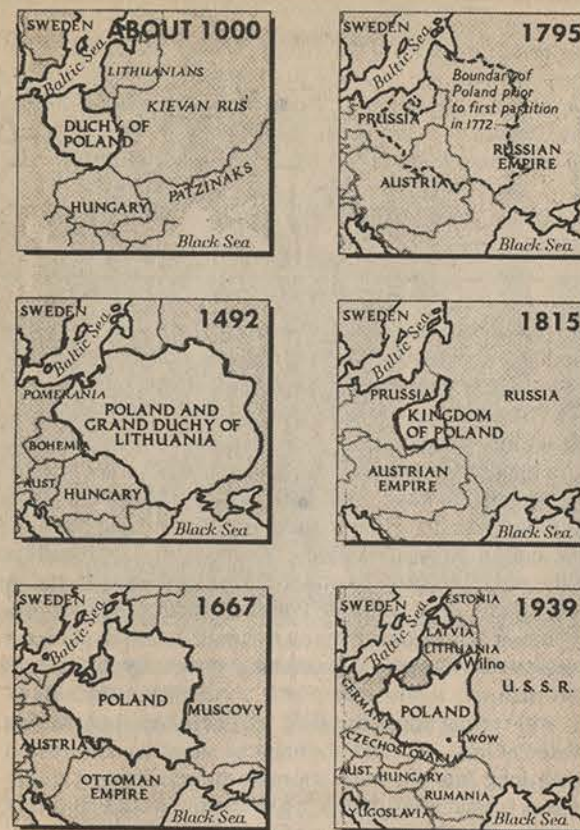 ABOUT 1000
SWEDEN
Baltic Sea
LITHUANIANS
KIEVAN RUS'
DUCHY OF
POLAND
PATZINAKS
HUNGARY
Black Sea
1795
SWEDEN
Baltic Sea
Boundary of
Poland prior
to first partition
in 1772
PRUSSIA
RUSSIAN
EMPIRE
AUSTRIA
Black Sea
1492
SWEDEN
Baltic Sea
POMERANIA
POLAND AND
GRAND DUCHY OF
LITHUANIA
BOHEMIA
AUST.
HUNGARY
Black Sea
1815
SWEDEN
Baltic Sea
PRUSSIA
RUSSIA
KINGDOM
OF POLAND
AUSTRIAN
EMPIRE
Black Sea
1667
SWEDEN
Baltic Sea
POLAND
MUSCOVY
AUSTRIA
OTTOMAN
EMPIRE
Black Sea
1939
SWEDEN
ESTONIA
Baltic Sea
LATVIA
LITHUANIA
Wilno
U.S.S.R.
GERMANY
POLAND
Lwów
CZECHOSLOVAKIA
AUST.
HUNGARY
RUMANIA
YUGOSLAVIA
Black Sea